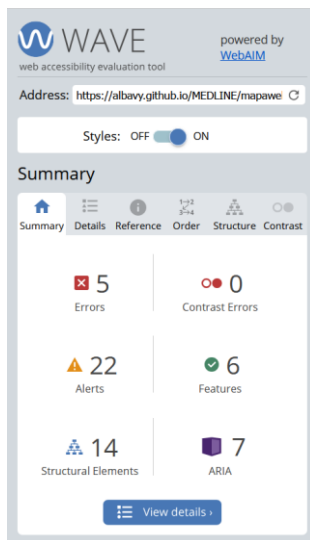 WAVE
web accessibility evaluation tool
powered by
WebAIM
Address: https://albavy.github.io/MEDLINE/mapawe
Styles: OFF ON
Summary
Summary Details Reference Order Structure Contrast
5
Errors
0
Contrast Errors
22
Alerts
6
Features
14
Structural Elements
7
ARIA
View details ›